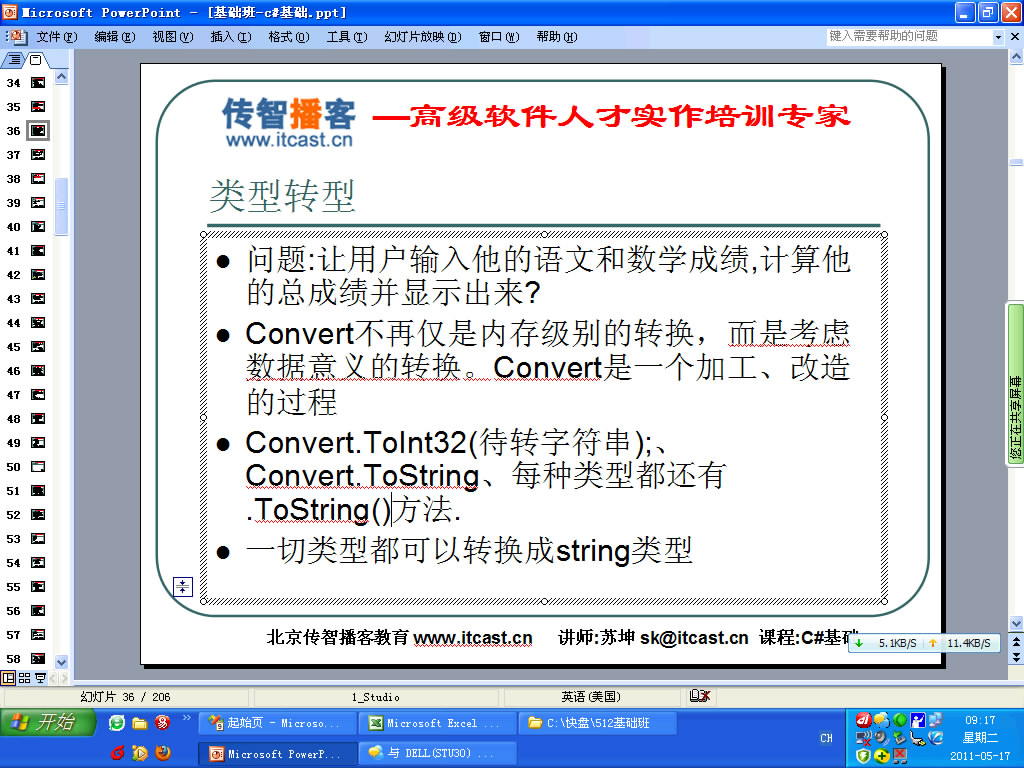 Microsoft PowerPoint - [基础班-c#基础.ppt]
文件(F) 编辑(E) 视图(V) 插入(I) 格式(O) 工具(T) 幻灯片放映(D) 窗口(W) 帮助(H)
键入需要帮助的问题
34
35
36
37
38
39
40
41
42
43
44
45
46
47
48
49
50
51
52
53
54
55
56
57
58
传智播客 —高级软件人才实作培训专家
www.itcast.cn
类型转型
问题:让用户输入他的语文和数学成绩,计算他
的总成绩并显示出来?
Convert不再仅是内存级别的转换，而是考虑
数据意义的转换。Convert是一个加工、改造
的过程
Convert.ToInt32(待转字符串);、
Convert.ToString、每种类型都还有
.ToString()方法.
一切类型都可以转换成string类型
北京传智播客教育 www.itcast.cn 讲师:苏坤 sk@itcast.cn 课程:C#基础
您正在共享屏幕
5.1KB/S 11.4KB/S
幻灯片 36 / 206 1_Studio 英语(美国)
开始
起始页 - Microso...
Microsoft Excel ...
C:\快盘\512基础班
Microsoft PowerP...
与 DELL(STU30) ...
CH
09:17
星期二
2011-05-17